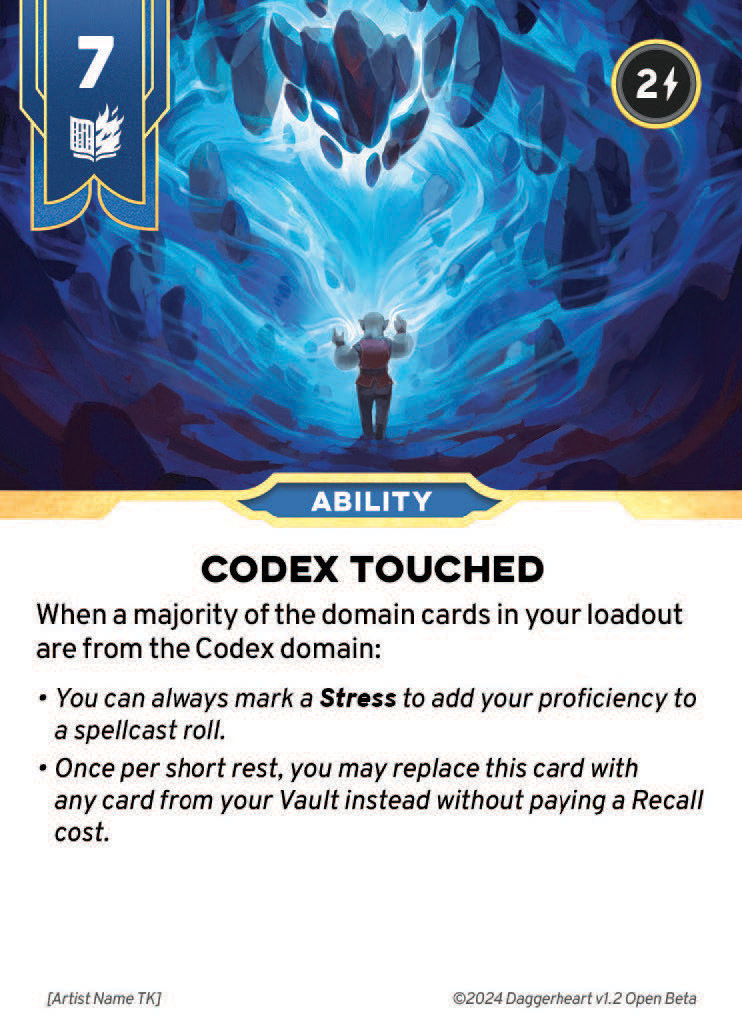 7
2
ABILITY
CODEX TOUCHED
When a majority of the domain cards in your loadout
are from the Codex domain:
• You can always mark a Stress to add your proficiency to
a spellcast roll.
• Once per short rest, you may replace this card with
any card from your Vault instead without paying a Recall
cost.
[Artist Name TK]
©2024 Daggerheart v1.2 Open Beta